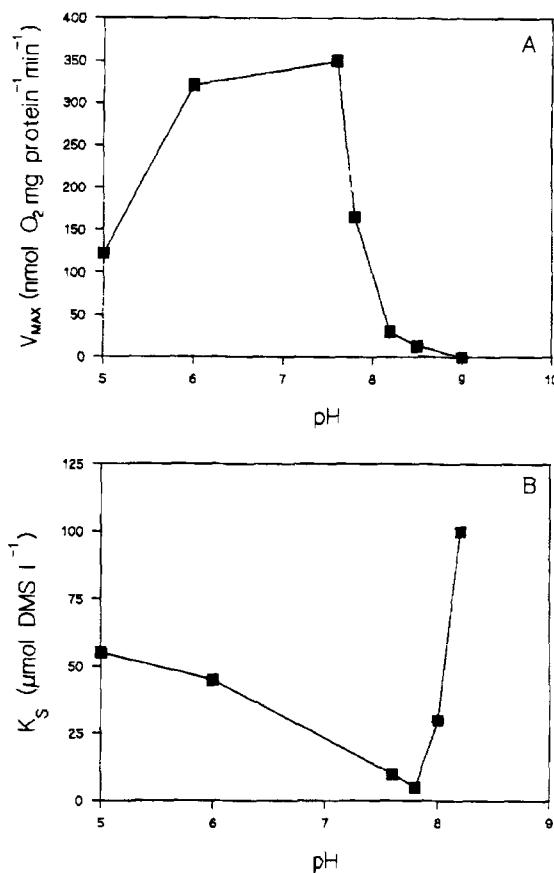 A
V_MAX (nmol O₂ mg protein⁻¹ min⁻¹)
400
350
300
250
200
150
100
50
0
5 6 7 8 9 10
pH
B
K_S (µmol DMS l⁻¹)
125
100
75
50
25
0
5 6 7 8 9
pH